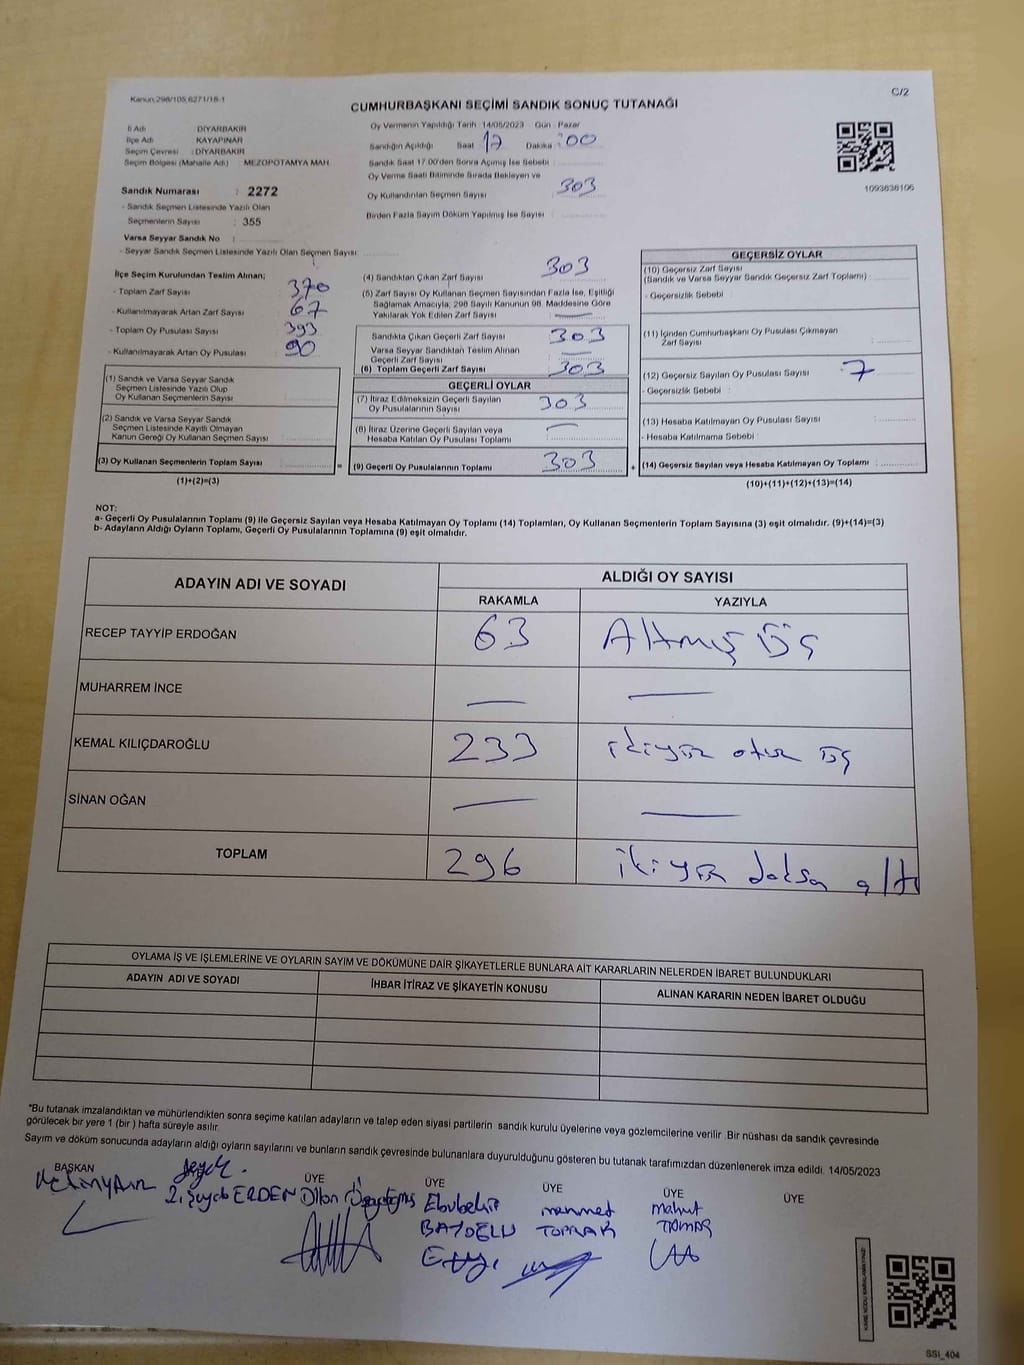 Kanun:298/105;6271/18-1
C/2
CUMHURBAŞKANI SEÇİMİ SANDIK SONUÇ TUTANAĞI
İl Adı : DİYARBAKIR
İlçe Adı : KAYAPINAR
Seçim Çevresi : DİYARBAKIR
Seçim Bölgesi (Mahalle Adı) : MEZOPOTAMYA MAH.
Sandık Numarası : 2272
- Sandık Seçmen Listesinde Yazılı Olan
Seçmenlerin Sayısı : 355
Varsa Seyyar Sandık No :
- Seyyar Sandık Seçmen Listesinde Yazılı Olan Seçmen Sayısı :
Oy Vermenin Yapıldığı Tarih : 14/05/2023 Gün : Pazar
Sandığın Açıldığı Saat : 17 Dakika : 00
Sandık Saat 17.00'den Sonra Açılmış İse Sebebi :
Oy Verme Saati Bitiminde Sırada Bekleyen ve
Oy Kullandırılan Seçmen Sayısı : 303
Birden Fazla Sayım Döküm Yapılmış İse Sayısı :
1093636106
İlçe Seçim Kurulundan Teslim Alınan;
- Toplam Zarf Sayısı : 370
- Kullanılmayarak Artan Zarf Sayısı : 67
- Toplam Oy Pusulası Sayısı : 393
- Kullanılmayarak Artan Oy Pusulası : 90
(1) Sandık ve Varsa Seyyar Sandık
Seçmen Listesinde Yazılı Olup
Oy Kullanan Seçmenlerin Sayısı :
(2) Sandık ve Varsa Seyyar Sandık
Seçmen Listesinde Kayıtlı Olmayan
Kanun Gereği Oy Kullanan Seçmen Sayısı :
(3) Oy Kullanan Seçmenlerin Toplam Sayısı :
(1)+(2)=(3)
(4) Sandıktan Çıkan Zarf Sayısı : 303
(5) Zarf Sayısı Oy Kullanan Seçmen Sayısından Fazla İse, Eşitliği
Sağlamak Amacıyla, 298 Sayılı Kanunun 98. Maddesine Göre
Yakılarak Yok Edilen Zarf Sayısı : —
Sandıkta Çıkan Geçerli Zarf Sayısı : 303
Varsa Seyyar Sandıktan Teslim Alınan
Geçerli Zarf Sayısı : —
(6) Toplam Geçerli Zarf Sayısı : 303
GEÇERLİ OYLAR
(7) İtiraz Edilmeksizin Geçerli Sayılan
Oy Pusulalarının Sayısı : 303
(8) İtiraz Üzerine Geçerli Sayılan veya
Hesaba Katılan Oy Pusulası Toplamı : —
= (9) Geçerli Oy Pusulalarının Toplamı : 303
GEÇERSİZ OYLAR
(10) Geçersiz Zarf Sayısı
(Sandık ve Varsa Seyyar Sandık Geçersiz Zarf Toplamı) :
- Geçersizlik Sebebi :
(11) İçinden Cumhurbaşkanı Oy Pusulası Çıkmayan
Zarf Sayısı :
(12) Geçersiz Sayılan Oy Pusulası Sayısı : 7
- Geçersizlik Sebebi :
(13) Hesaba Katılmayan Oy Pusulası Sayısı :
- Hesaba Katılmama Sebebi :
+ (14) Geçersiz Sayılan veya Hesaba Katılmayan Oy Toplamı :
(10)+(11)+(12)+(13)=(14)
NOT:
a- Geçerli Oy Pusulalarının Toplamı (9) ile Geçersiz Sayılan veya Hesaba Katılmayan Oy Toplamı (14) Toplamları, Oy Kullanan Seçmenlerin Toplam Sayısına (3) eşit olmalıdır. (9)+(14)=(3)
b- Adayların Aldığı Oyların Toplamı, Geçerli Oy Pusulalarının Toplamına (9) eşit olmalıdır.
ADAYIN ADI VE SOYADI
ALDIĞI OY SAYISI
RAKAMLA YAZIYLA
RECEP TAYYIP ERDOĞAN 63 Altmış üç
MUHARREM İNCE — —
KEMAL KILIÇDAROĞLU 233 ikiyüz otuz üç
SİNAN OĞAN — —
TOPLAM 296 ikiyüz doksan altı
OYLAMA İŞ VE İŞLEMLERİNE VE OYLARIN SAYIM VE DÖKÜMÜNE DAİR ŞİKAYETLERLE BUNLARA AİT KARARLARIN NELERDEN İBARET BULUNDUKLARI
ADAYIN ADI VE SOYADI İHBAR İTİRAZ VE ŞİKAYETİN KONUSU ALINAN KARARIN NEDEN İBARET OLDUĞU
*Bu tutanak imzalandıktan ve mühürlendikten sonra seçime katılan adayların ve talep eden siyasi partilerin sandık kurulu üyelerine veya gözlemcilerine verilir. Bir nüshası da sandık çevresinde
görülecek bir yere 1 (bir ) hafta süreyle asılır.
Sayım ve döküm sonucunda adayların aldığı oyların sayılarını ve bunların sandık çevresinde bulunanlara duyurulduğunu gösteren bu tutanak tarafımızdan düzenlenerek imza edildi. 14/05/2023
BAŞKAN ÜYE ÜYE ÜYE ÜYE ÜYE
ERDEN Dilan Ebubekir mehmet mahmut
TOPRAK
SSI_404